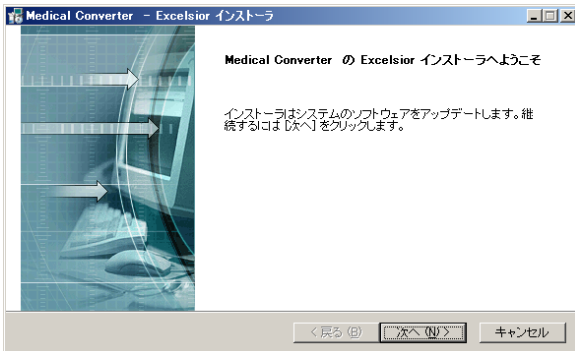 Medical Converter - Excelsior インストーラ
Medical Converter の Excelsior インストーラへようこそ
インストーラはシステムのソフトウェアをアップデートします。継
続するには [次へ] をクリックします。
< 戻る (B) 次へ (N) > キャンセル